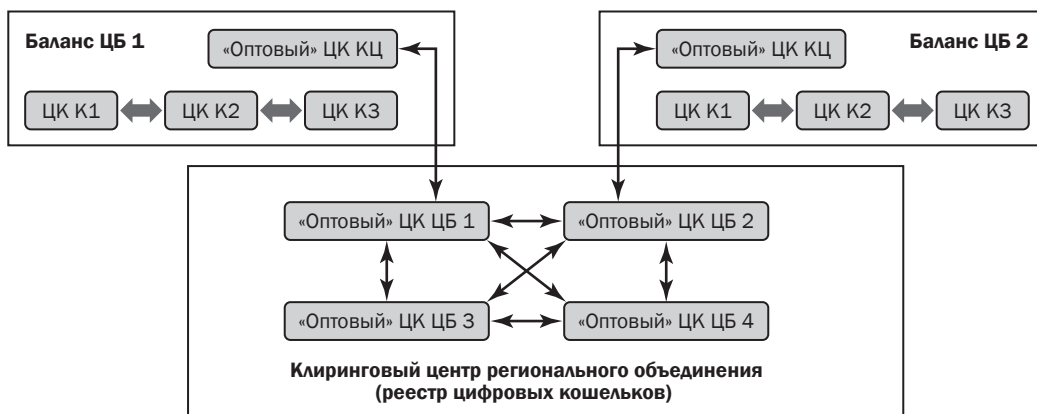 Баланс ЦБ 1
«Оптовый» ЦК КЦ
ЦК К1
ЦК К2
ЦК К3
Баланс ЦБ 2
«Оптовый» ЦК КЦ
ЦК К1
ЦК К2
ЦК К3
«Оптовый» ЦК ЦБ 1
«Оптовый» ЦК ЦБ 2
«Оптовый» ЦК ЦБ 3
«Оптовый» ЦК ЦБ 4
Клиринговый центр регионального объединения
(реестр цифровых кошельков)